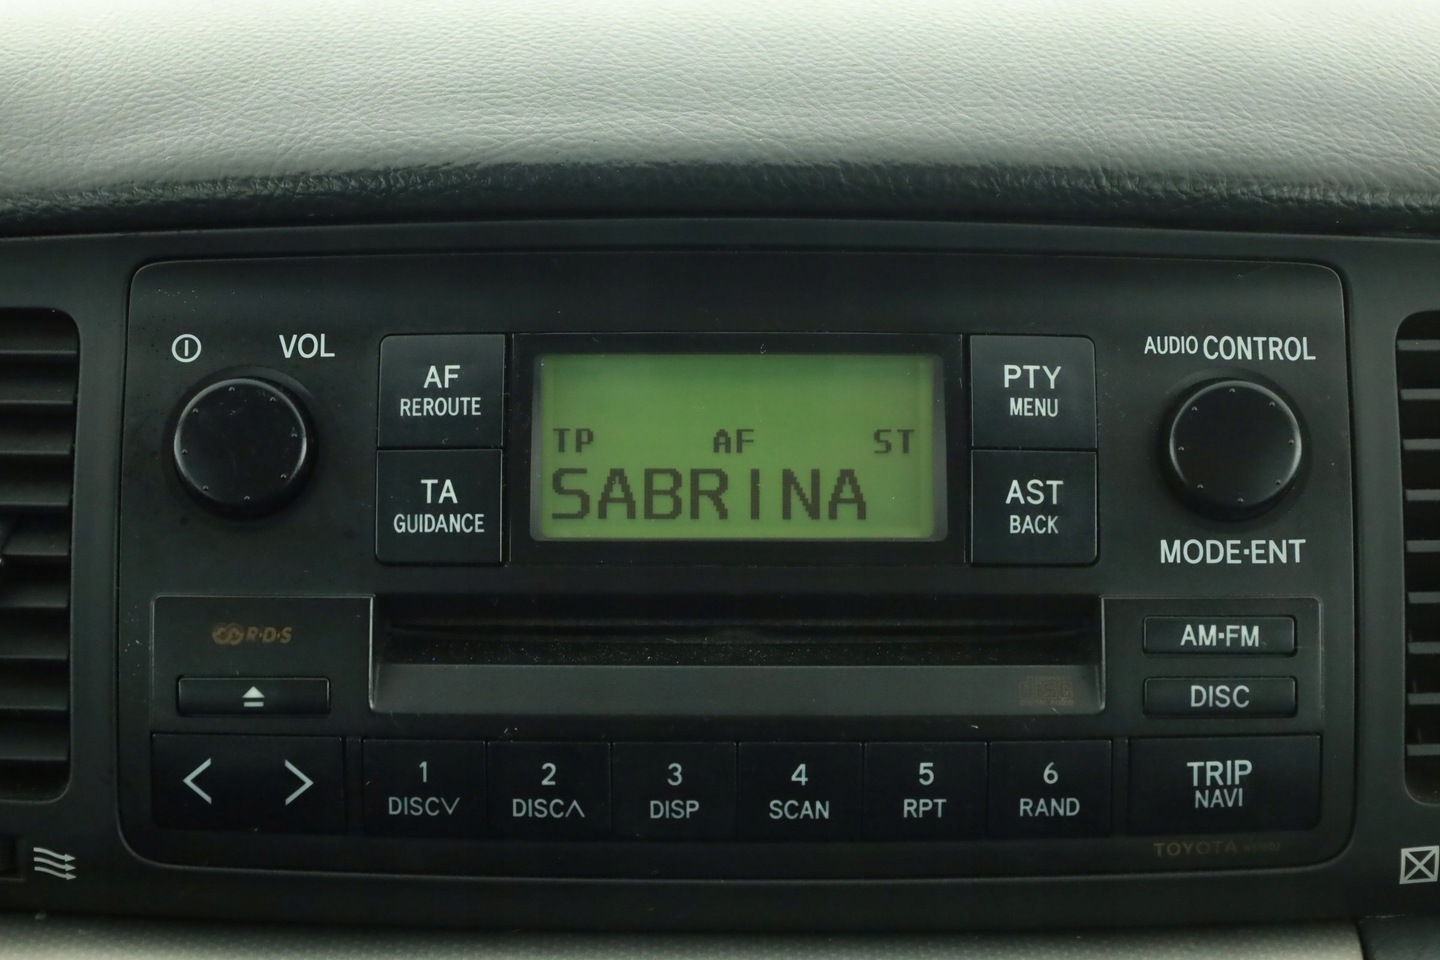 VOL
AUDIO CONTROL
AF
REROUTE
PTY
MENU
TP AF ST
SABRINA
TA
GUIDANCE
AST
BACK
MODE·ENT
R·D·S
AM·FM
DISC
1
DISC
2
DISC
3
DISP
4
SCAN
5
RPT
6
RAND
TRIP
NAVI
TOYOTA